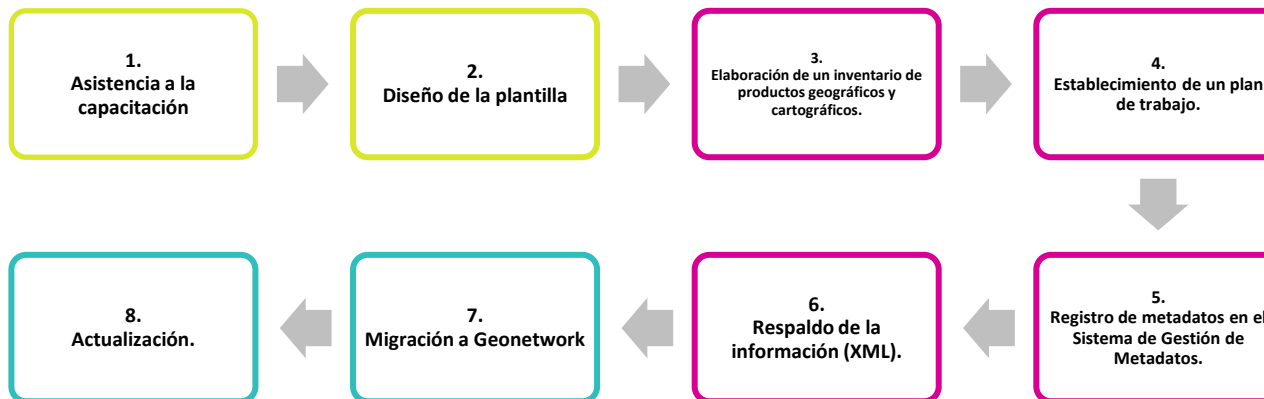 1.
Asistencia a la
capacitación
2.
Diseño de la plantilla
3.
Elaboración de un inventario de
productos geográficos y
cartográficos.
4.
Establecimiento de un plan
de trabajo.
5.
Registro de metadatos en el
Sistema de Gestión de
Metadatos.
6.
Respaldo de la
información (XML).
7.
Migración a Geonetwork
8.
Actualización.